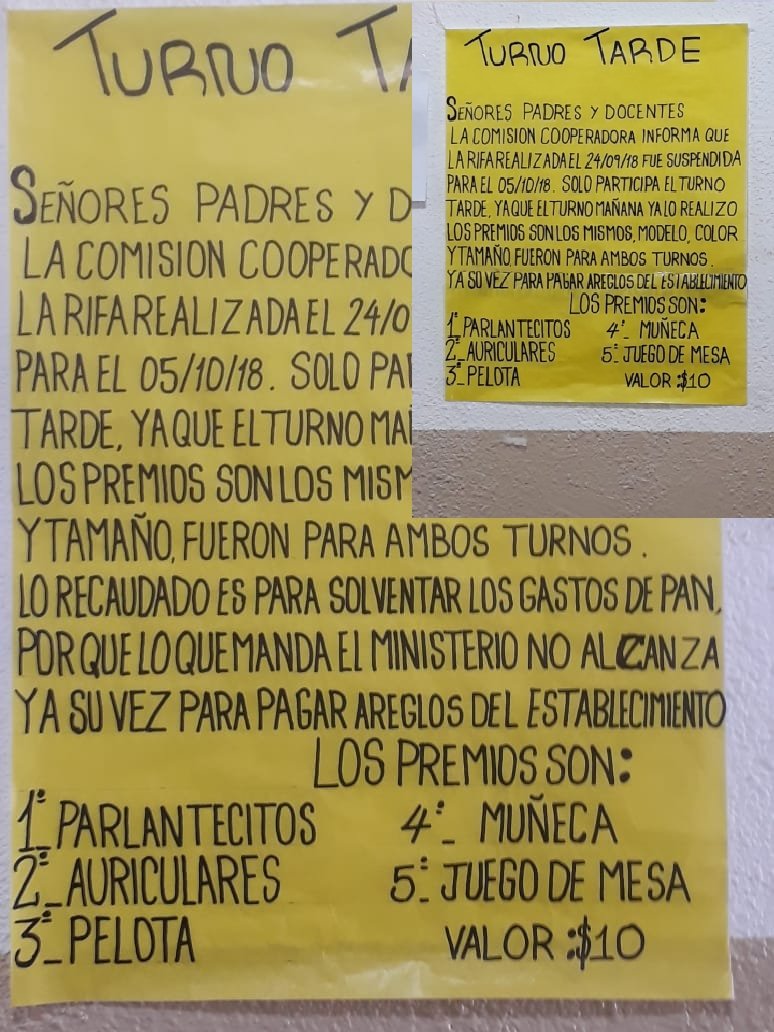 TURNO TA
SEÑORES PADRES Y D
LA COMISION COOPERADO
LA RIFA REALIZADA EL 24/0
PARA EL 05/10/18. SOLO PA
TARDE, YA QUE EL TURNO MA
LOS PREMIOS SON LOS MISM
Y TAMAÑO, FUERON PARA AMBOS TURNOS.
LO RECAUDADO ES PARA SOLVENTAR LOS GASTOS DE PAN,
PORQUE LO QUE MANDA EL MINISTERIO NO ALCANZA
Y A SU VEZ PARA PAGAR AREGLOS DEL ESTABLECIMIENTO
LOS PREMIOS SON:
1º_ PARLANTECITOS 4º_ MUÑECA
2º_ AURICULARES 5º_ JUEGO DE MESA
3º_ PELOTA VALOR :$10
TURNO TARDE
SEÑORES PADRES Y DOCENTES
LA COMISION COOPERADORA INFORMA QUE
LA RIFA REALIZADA EL 24/09/18 FUE SUSPENDIDA
PARA EL 05/10/18. SOLO PARTICIPA EL TURNO
TARDE, YA QUE EL TURNO MAÑANA YA LO REALIZO
LOS PREMIOS SON LOS MISMOS, MODELO, COLOR
Y TAMAÑO FUERON PARA AMBOS TURNOS.
Y A SU VEZ PARA PAGAR AREGLOS DEL ESTABLECIMIENTO
LOS PREMIOS SON:
1º_ PARLANTECITOS 4º_ MUÑECA
2º_ AURICULARES 5º_ JUEGO DE MESA
3º_ PELOTA VALOR :$10